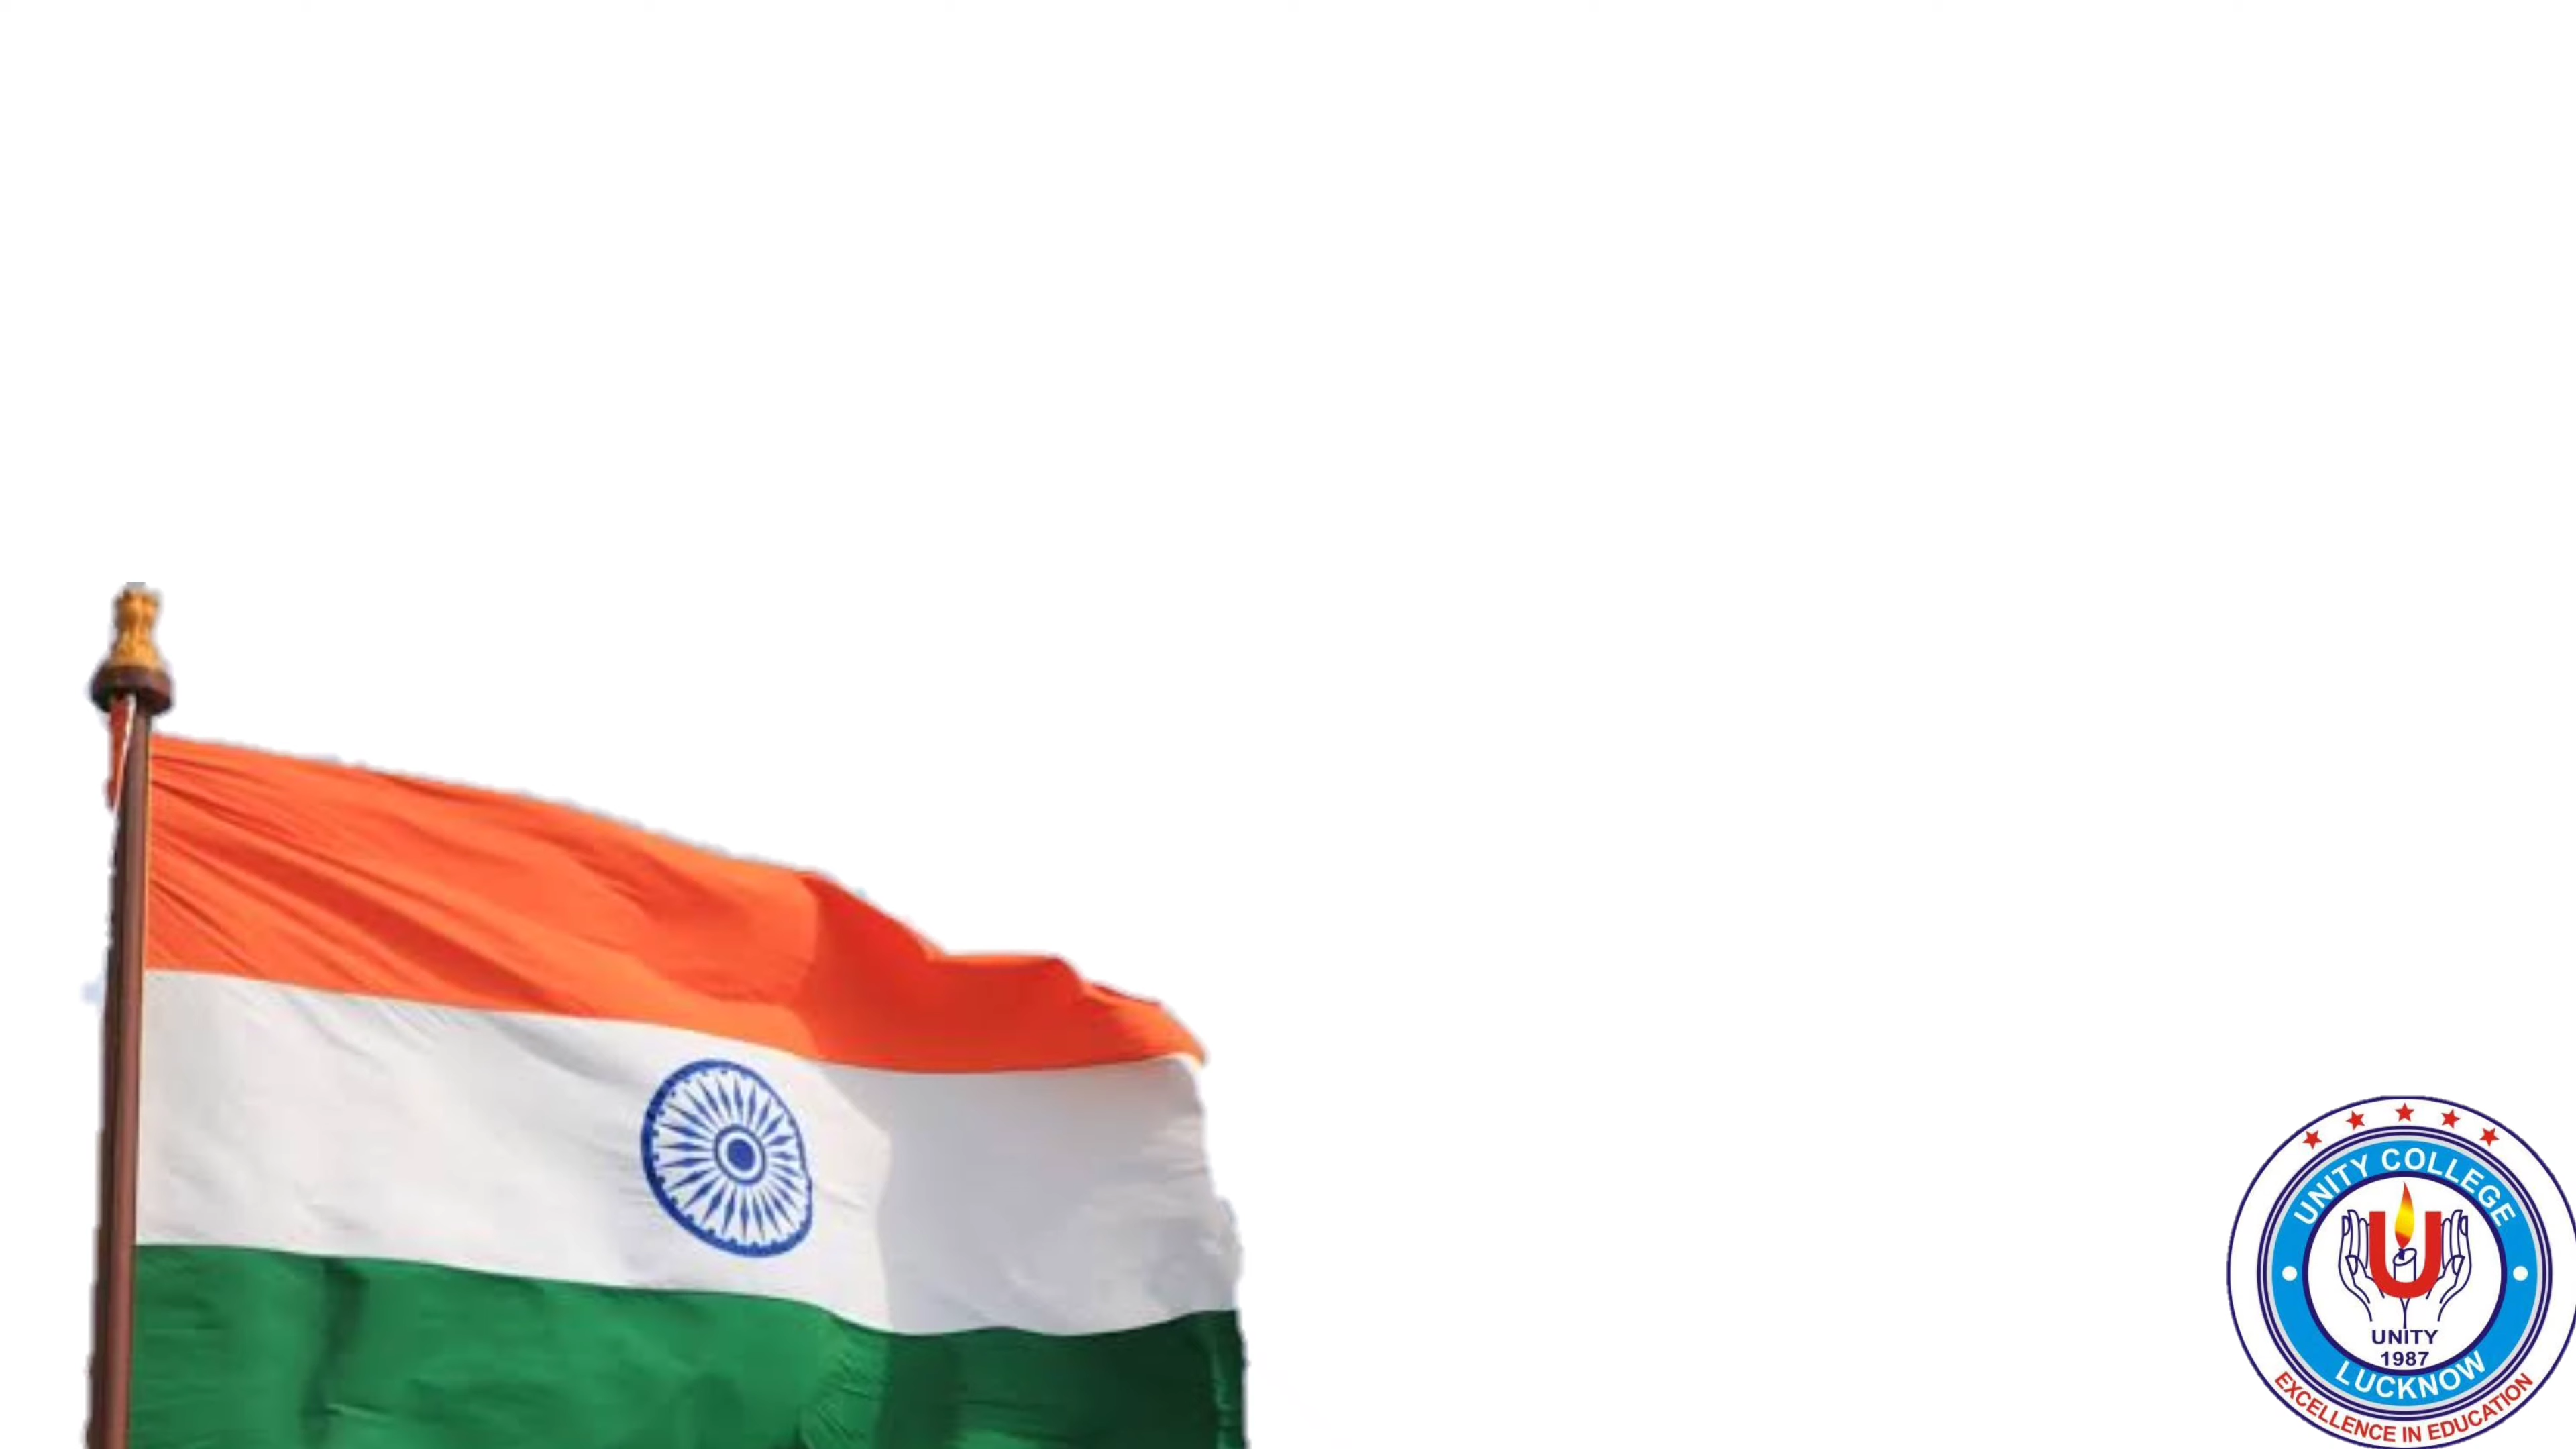 UNITY COLLEGE
U
UNITY
1987
LUCKNOW
EXCELLENCE IN EDUCATION